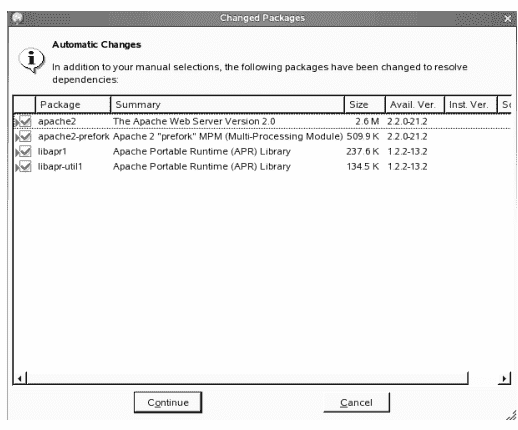 Changed Packages
Automatic Changes
In addition to your manual selections, the following packages have been changed to resolve
dependencies:
Package Summary Size Avail. Ver. Inst. Ver. So
apache2 The Apache Web Server Version 2.0 2.6 M 2.2.0-21.2
apache2-prefork Apache 2 "prefork" MPM (Multi-Processing Module) 509.9 K 2.2.0-21.2
libapr1 Apache Portable Runtime (APR) Library 237.6 K 1.2.2-13.2
libapr-util1 Apache Portable Runtime (APR) Library 134.5 K 1.2.2-13.2
Continue Cancel